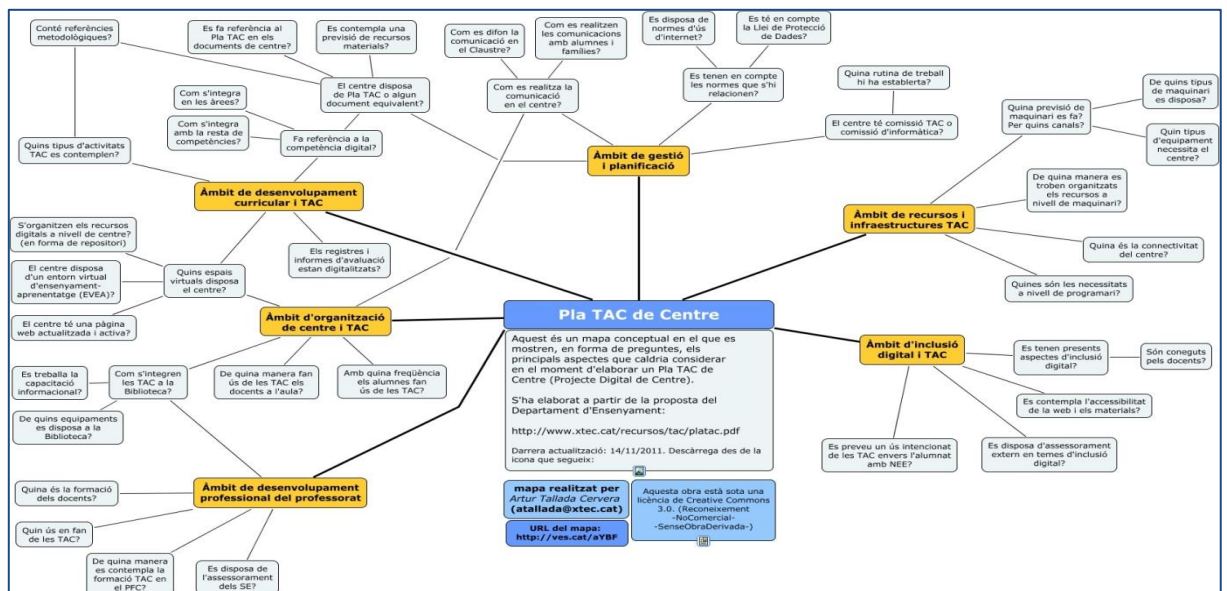 Conté referències
metodològiques?
Es fa referència al
Pla TAC en els
documents de centre?
Es contempla una
previsió de recursos
materials?
Com es difon la
comunicació en
el Claustre?
Com es realitzen
les comunicacions
amb alumnes i
famílies?
Es disposa de
normes d'ús
d'internet?
Es té en compte
la Llei de Protecció
de Dades?
Com s'integra
en les àrees?
El centre disposa
de Pla TAC o algun
document equivalent?
Com es realitza la
comunicació
en el centre?
Es tenen en compte
les normes que s'hi
relacionen?
Quina rutina de treball
hi ha establerta?
De quins tipus
de maquinari
es disposa?
Quina previsió de
maquinari es fa?
Per quins canals?
Com s'integra
amb la resta de
competències?
Fa referència a la
competència digital?
El centre té comissió TAC o
comissió d'informàtica?
Quin tipus
d'equipament
necessita el
centre?
Quins tipus d'activitats
TAC es contemplen?
Àmbit de gestió
i planificació
Àmbit de desenvolupament
curricular i TAC
De quina manera es
troben organitzats
els recursos a
nivell de maquinari?
Àmbit de recursos i
infraestructures TAC
S'organitzen els recursos
digitals a nivell de centre?
(en forma de repositori)
Els registres i
informes d'avaluació
estan digitalitzats?
Quina és la connectivitat
del centre?
El centre disposa
d'un entorn virtual
d'ensenyament-
aprenentatge (EVEA)?
Quins espais
virtuals disposa
el centre?
Quines són les necessitats
a nivell de programari?
El centre té una pàgina
web actualitzada i activa?
Àmbit d'organització
de centre i TAC
Pla TAC de Centre
Aquest és un mapa conceptual en el que es
mostren, en forma de preguntes, els
principals aspectes que caldria considerar
en el moment d'elaborar un Pla TAC de
Centre (Projecte Digital de Centre).
S'ha elaborat a partir de la proposta del
Departament d'Ensenyament:
http://www.xtec.cat/recursos/tac/platac.pdf
Darrera actualització: 14/11/2011. Descàrrega des de la
icona que segueix:
Àmbit d'inclusió
digital i TAC
Es tenen presents
aspectes d'inclusió
digital?
Són coneguts
pels docents?
Es treballa la
capacitació
informacional?
Com s'integren
les TAC a la
Biblioteca?
De quina manera fan
ús de les TAC els
docents a l'aula?
Amb quina freqüència
els alumnes fan
ús de les TAC?
Es contempla l'accessibilitat
de la web i els materials?
De quins equipaments
es disposa a la
Biblioteca?
Es preveu un ús intencionat
de les TAC envers l'alumnat
amb NEE?
Es disposa d'assessorament
extern en temes d'inclusió
digital?
Quina és la formació
dels docents?
Àmbit de desenvolupament
professional del professorat
mapa realitzat per
Artur Tallada Cervera
(atallada@xtec.cat)
Aquesta obra està sota una
licència de Creative Commons
3.0. (Reconeixement
-NoComercial-
-SenseObraDerivada-)
Quin ús en fan
de les TAC?
URL del mapa:
http://ves.cat/aYBF
De quina manera
es contempla la
formació TAC en
el PFC?
Es disposa de
l'assessorament
dels SE?